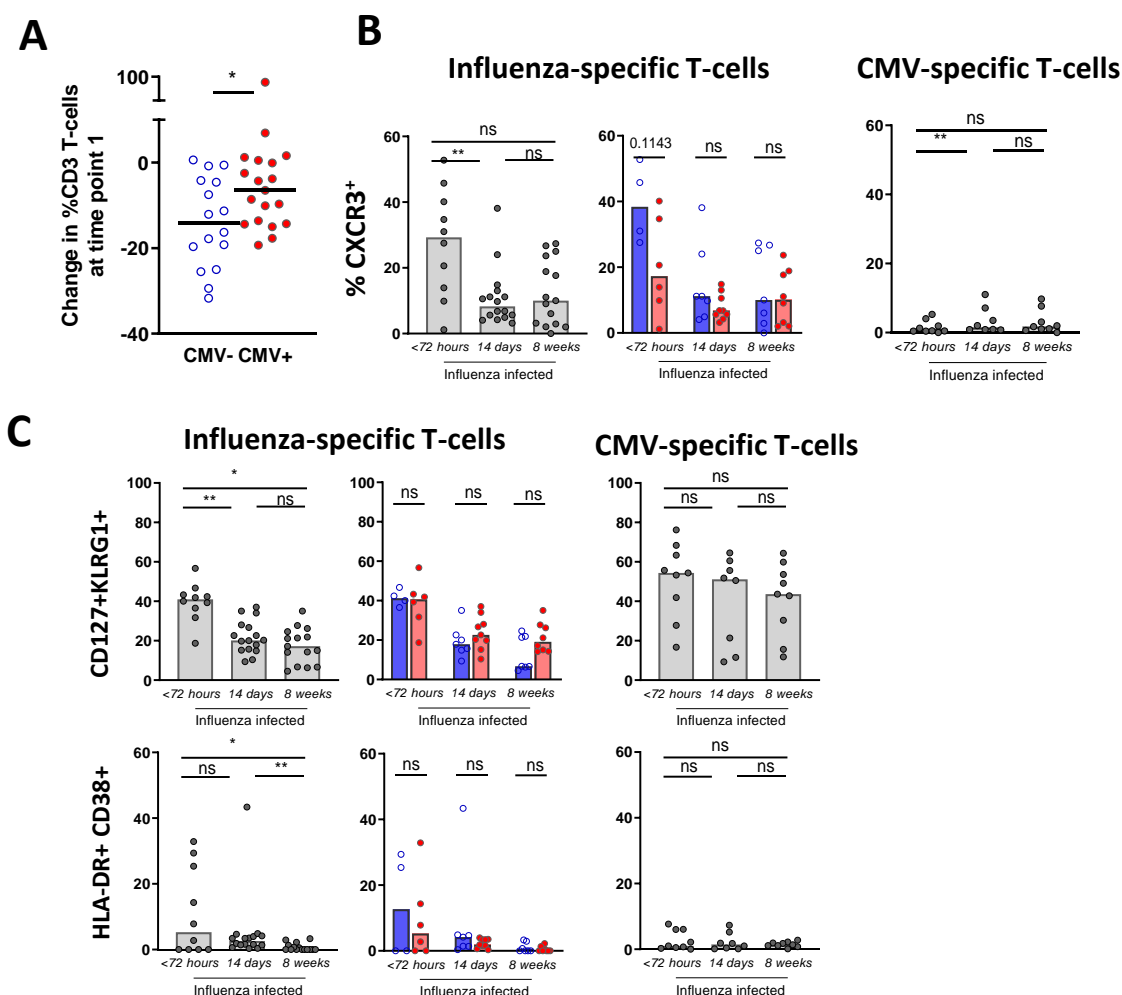 A
Change in %CD3 T-cells
at time point 1
100
0
-20
-40
*
CMV- CMV+
B
Influenza-specific T-cells
CMV-specific T-cells
% CXCR3+
60
40
20
0
ns
**
ns
<72 hours 14 days 8 weeks
Influenza infected
60
40
20
0
0.1143
ns
ns
<72 hours 14 days 8 weeks
Influenza infected
60
40
20
0
ns
**
ns
<72 hours 14 days 8 weeks
Influenza infected
C
Influenza-specific T-cells
CMV-specific T-cells
CD127+KLRG1+
100
80
60
40
20
0
*
**
ns
<72 hours 14 days 8 weeks
Influenza infected
100
80
60
40
20
0
ns
ns
ns
<72 hours 14 days 8 weeks
Influenza infected
100
80
60
40
20
0
ns
ns
ns
<72 hours 14 days 8 weeks
Influenza infected
HLA-DR+ CD38+
60
40
20
0
*
ns
**
<72 hours 14 days 8 weeks
Influenza infected
60
40
20
0
ns
ns
ns
<72 hours 14 days 8 weeks
Influenza infected
60
40
20
0
ns
ns
ns
<72 hours 14 days 8 weeks
Influenza infected